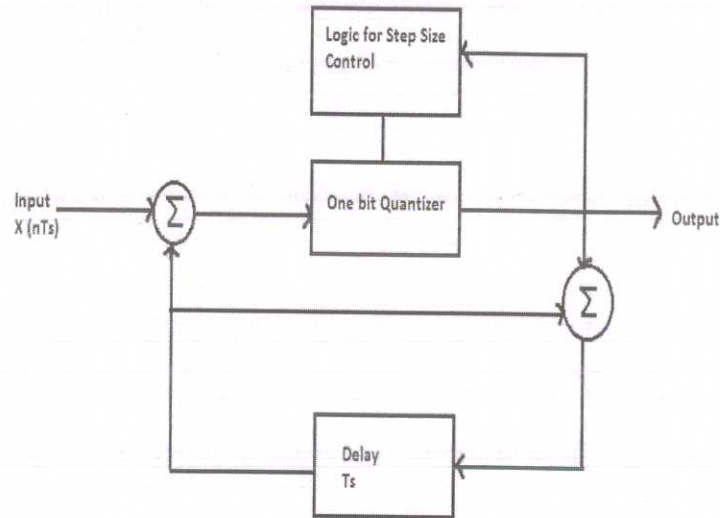 Logic for Step Size
Control
Input
X (nTs)
Σ
One bit Quantizer
Output
Σ
Delay
Ts